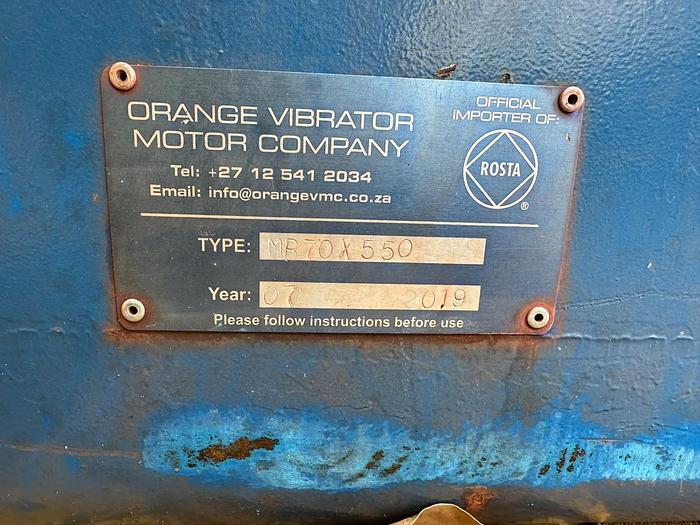 ORANGE VIBRATOR
MOTOR COMPANY
Tel: +27 12 541 2034
Email: info@orangevmc.co.za
OFFICIAL
IMPORTER OF:
ROSTA
®
TYPE: MR70X550
Year: 07 2019
Please follow instructions before use